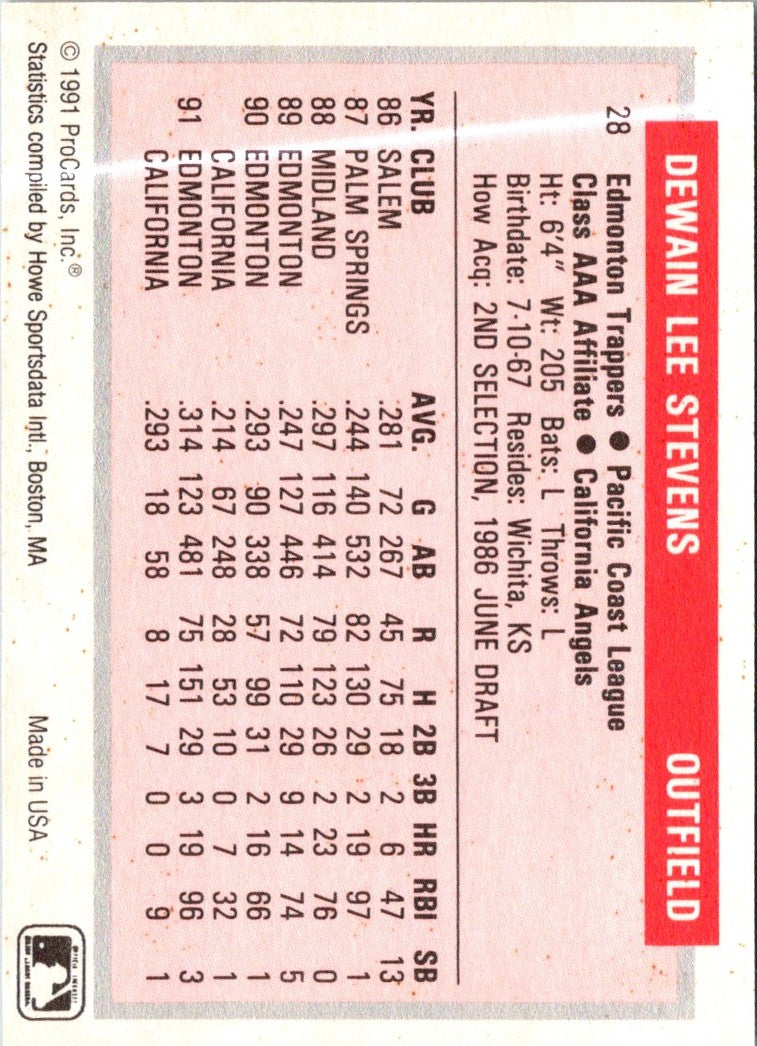 DEWAIN LEE STEVENS OUTFIELD
28 Edmonton Trappers ● Pacific Coast League
Class AAA Affiliate ● California Angels
Ht: 6'4" Wt: 205 Bats: L Throws: L
Birthdate: 7-10-67 Resides: Wichita, KS
How Acq: 2ND SELECTION, 1986 JUNE DRAFT
YR. CLUB AVG. G AB R H 2B 3B HR RBI SB
86 SALEM .281 72 267 45 75 18 2 6 47 13
87 PALM SPRINGS .244 140 532 82 130 29 2 19 97 1
88 MIDLAND .297 116 414 79 123 26 2 23 76 0
89 EDMONTON .247 127 446 72 110 29 9 14 74 5
90 EDMONTON .293 90 338 57 99 31 2 16 66 1
CALIFORNIA .214 67 248 28 53 10 0 7 32 1
91 EDMONTON .314 123 481 75 151 29 3 19 96 3
CALIFORNIA .293 18 58 8 17 7 0 0 9 1
© 1991 ProCards, Inc.®
Statistics compiled by Howe Sportsdata Intl., Boston, MA Made in USA